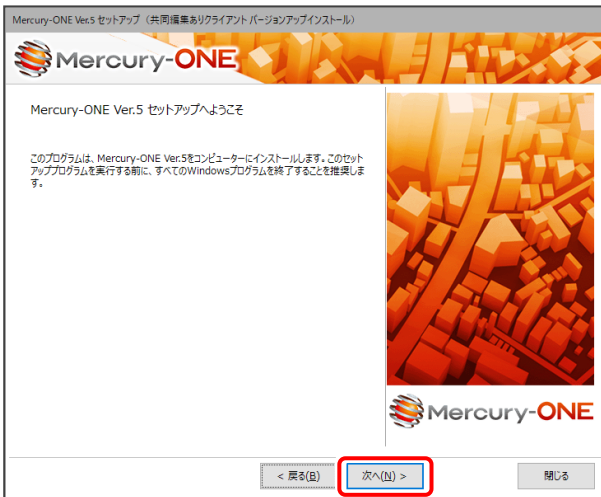 Mercury-ONE Ver.5 セットアップ（共同編集ありクライアント バージョンアップインストール）
Mercury-ONE
Mercury-ONE Ver.5 セットアップへようこそ
このプログラムは、Mercury-ONE Ver.5をコンピューターにインストールします。このセット
アッププログラムを実行する前に、すべてのWindowsプログラムを終了することを推奨しま
す。
Mercury-ONE
< 戻る(B)
次へ(N) >
閉じる